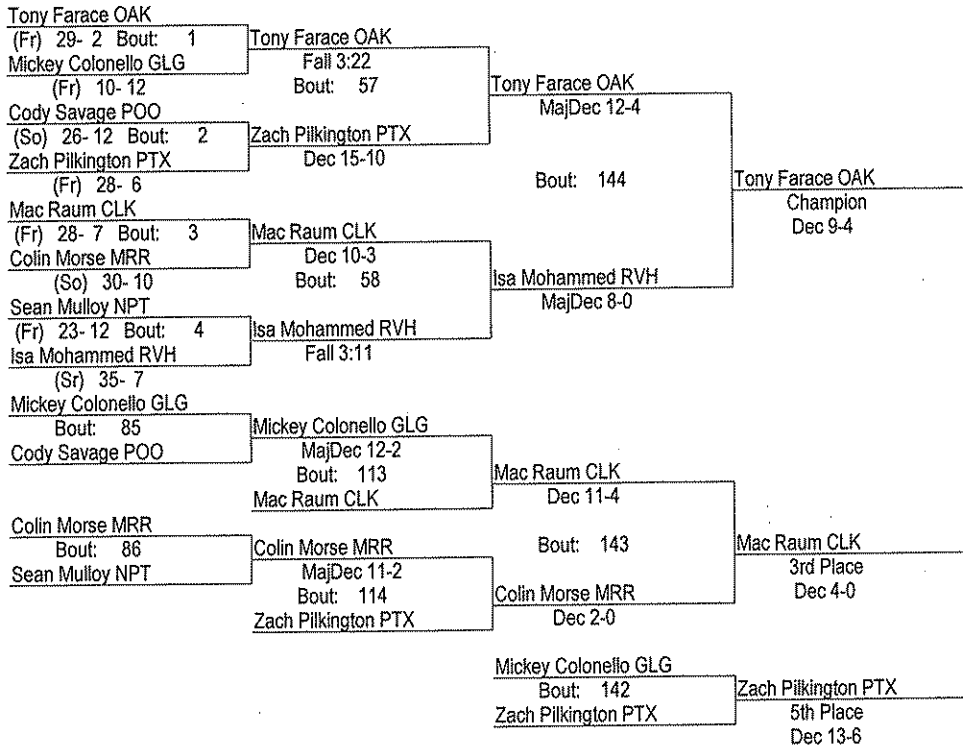 Tony Farace OAK
(Fr) 29- 2 Bout: 1
Mickey Colonello GLG
(Fr) 10- 12
Cody Savage POO
(So) 26- 12 Bout: 2
Zach Pilkington PTX
(Fr) 28- 6
Mac Raum CLK
(Fr) 28- 7 Bout: 3
Colin Morse MRR
(So) 30- 10
Sean Mulloy NPT
(Fr) 23- 12 Bout: 4
Isa Mohammed RVH
(Sr) 35- 7
Tony Farace OAK
Fall 3:22
Bout: 57
Zach Pilkington PTX
Dec 15-10
Mac Raum CLK
Dec 10-3
Bout: 58
Isa Mohammed RVH
Fall 3:11
Tony Farace OAK
MajDec 12-4
Bout: 144
Isa Mohammed RVH
MajDec 8-0
Tony Farace OAK
Champion
Dec 9-4
Mickey Colonello GLG
Bout: 85
Cody Savage POO
Colin Morse MRR
Bout: 86
Sean Mulloy NPT
Mickey Colonello GLG
MajDec 12-2
Bout: 113
Mac Raum CLK
Colin Morse MRR
MajDec 11-2
Bout: 114
Zach Pilkington PTX
Mac Raum CLK
Dec 11-4
Bout: 143
Colin Morse MRR
Dec 2-0
Mac Raum CLK
3rd Place
Dec 4-0
Mickey Colonello GLG
Bout: 142
Zach Pilkington PTX
Zach Pilkington PTX
5th Place
Dec 13-6